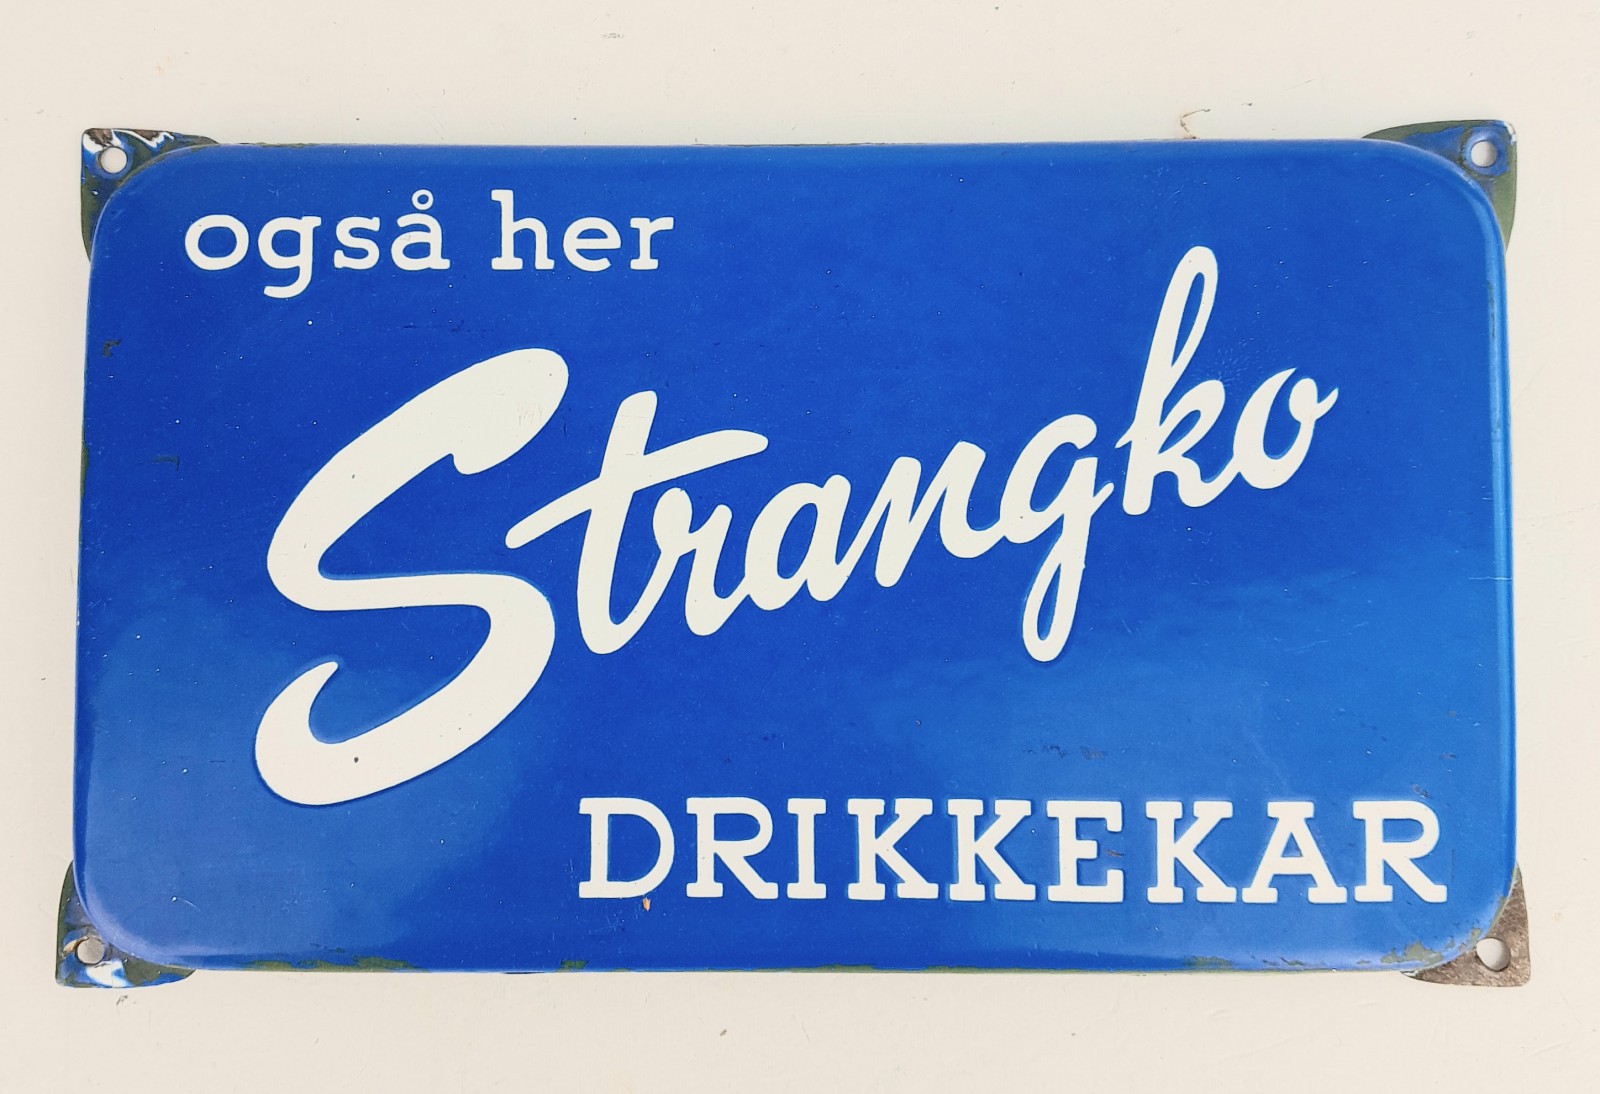 også her
Strangko
DRIKKEKAR